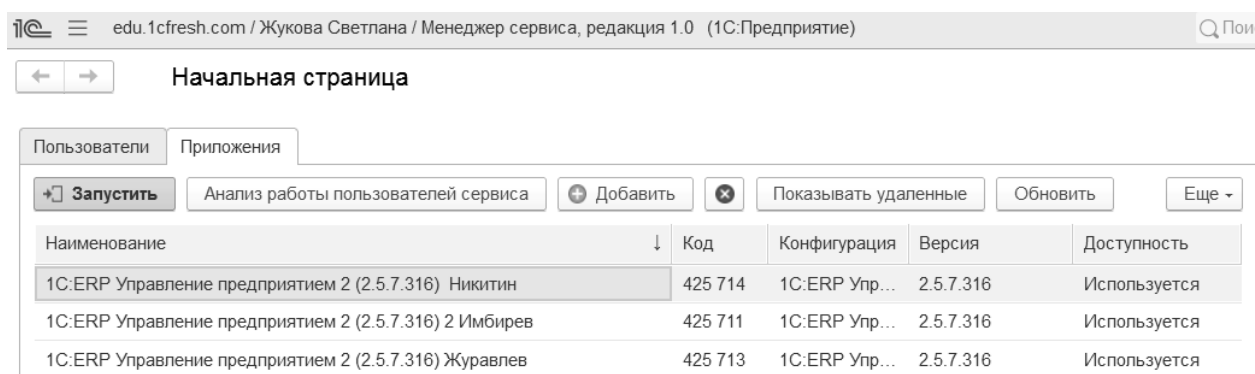 1С edu.1cfresh.com / Жукова Светлана / Менеджер сервиса, редакция 1.0 (1С:Предприятие)
Начальная страница
Пользователи Приложения
Запустить Анализ работы пользователей сервиса Добавить Показывать удаленные Обновить Еще
Наименование Код Конфигурация Версия Доступность
1С:ERP Управление предприятием 2 (2.5.7.316) Никитин 425 714 1С:ERP Упр... 2.5.7.316 Используется
1С:ERP Управление предприятием 2 (2.5.7.316) 2 Имбирев 425 711 1С:ERP Упр... 2.5.7.316 Используется
1С:ERP Управление предприятием 2 (2.5.7.316) Журавлев 425 713 1С:ERP Упр... 2.5.7.316 Используется